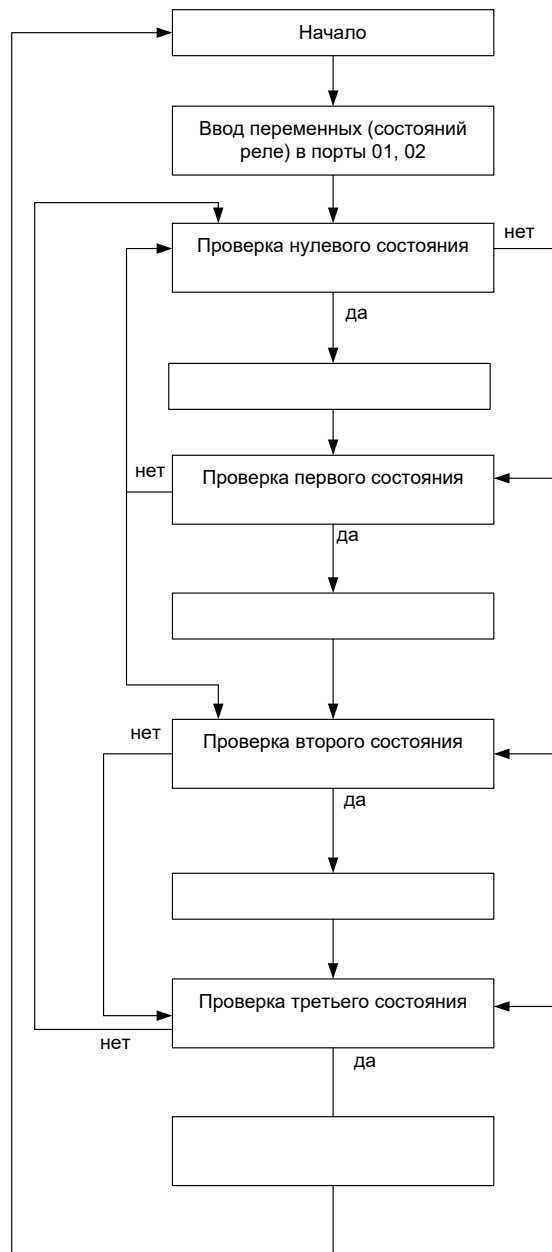 Начало
Ввод переменных (состояний
реле) в порты 01, 02
Проверка нулевого состояния
нет
да
нет
Проверка первого состояния
да
нет
Проверка второго состояния
да
Проверка третьего состояния
нет
да